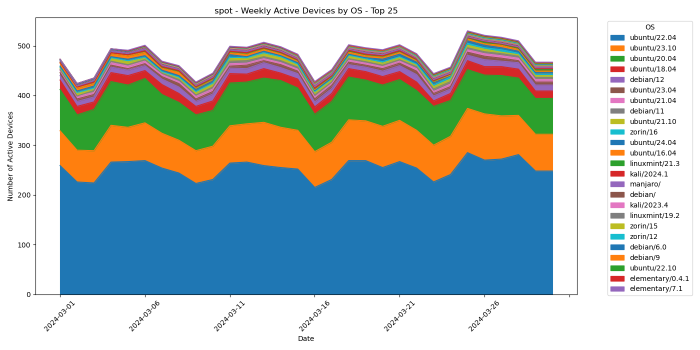 spot - Weekly Active Devices by OS - Top 25
OS
ubuntu/22.04
ubuntu/23.10
ubuntu/20.04
ubuntu/18.04
debian/12
ubuntu/23.04
ubuntu/21.04
debian/11
ubuntu/21.10
zorin/16
ubuntu/24.04
ubuntu/16.04
linuxmint/21.3
kali/2024.1
manjaro/
debian/
kali/2023.4
linuxmint/19.2
zorin/15
zorin/12
debian/6.0
debian/9
ubuntu/22.10
elementary/0.4.1
elementary/7.1
Number of Active Devices
500
400
300
200
100
0
2024-03-01
2024-03-06
2024-03-11
2024-03-16
2024-03-21
2024-03-26
Date